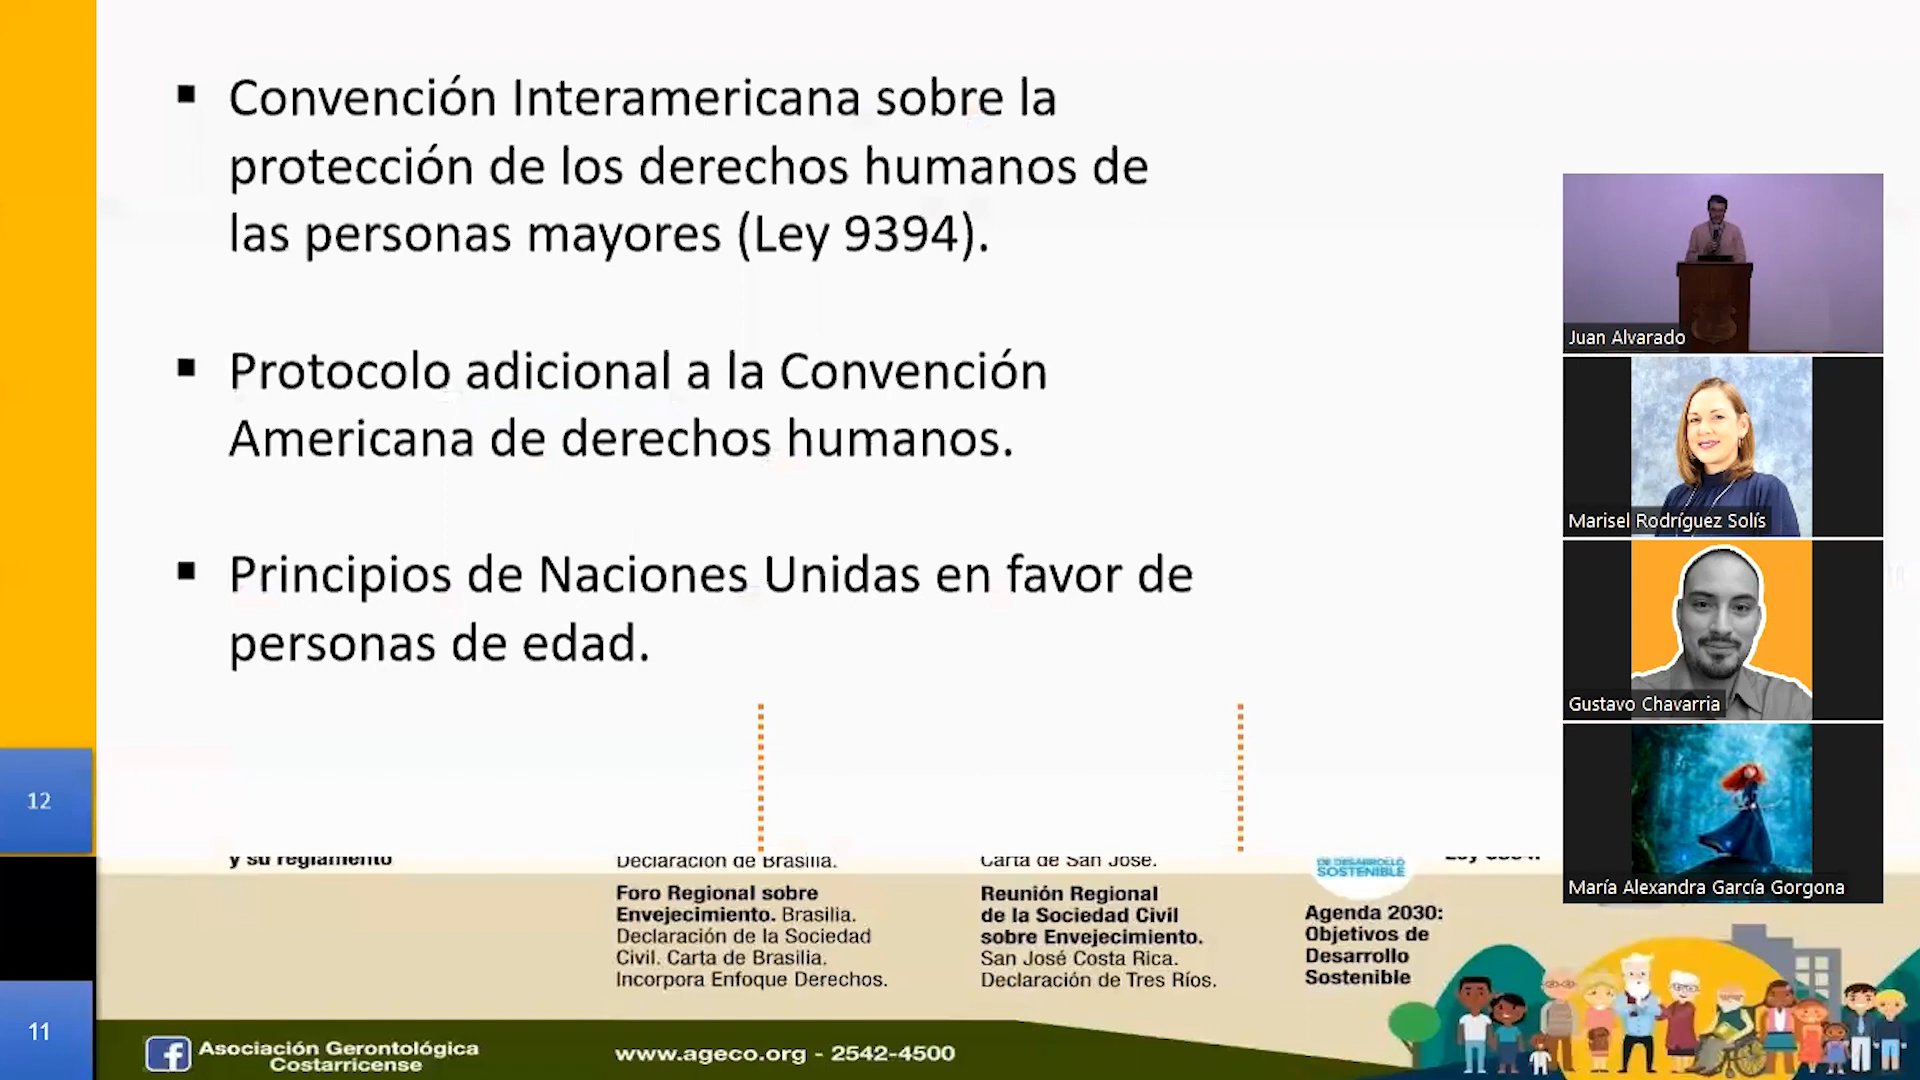 Convención Interamericana sobre la
protección de los derechos humanos de
las personas mayores (Ley 9394).
Protocolo adicional a la Convención
Americana de derechos humanos.
Principios de Naciones Unidas en favor de
personas de edad.
12
y su reglamento
Declaración de Brasilia.
Foro Regional sobre
Envejecimiento. Brasilia.
Declaración de la Sociedad
Civil. Carta de Brasilia.
Incorpora Enfoque Derechos.
Carta de San José.
Reunión Regional
de la Sociedad Civil
sobre Envejecimiento.
San José Costa Rica.
Declaración de Tres Ríos.
DE DESARROLLO
SOSTENIBLE
Agenda 2030:
Objetivos de
Desarrollo
Sostenible
11
Asociación Gerontológica
Costarricense
www.ageco.org - 2542-4500
Juan Alvarado
Marisel Rodríguez Solís
Gustavo Chavarria
María Alexandra García Gorgona